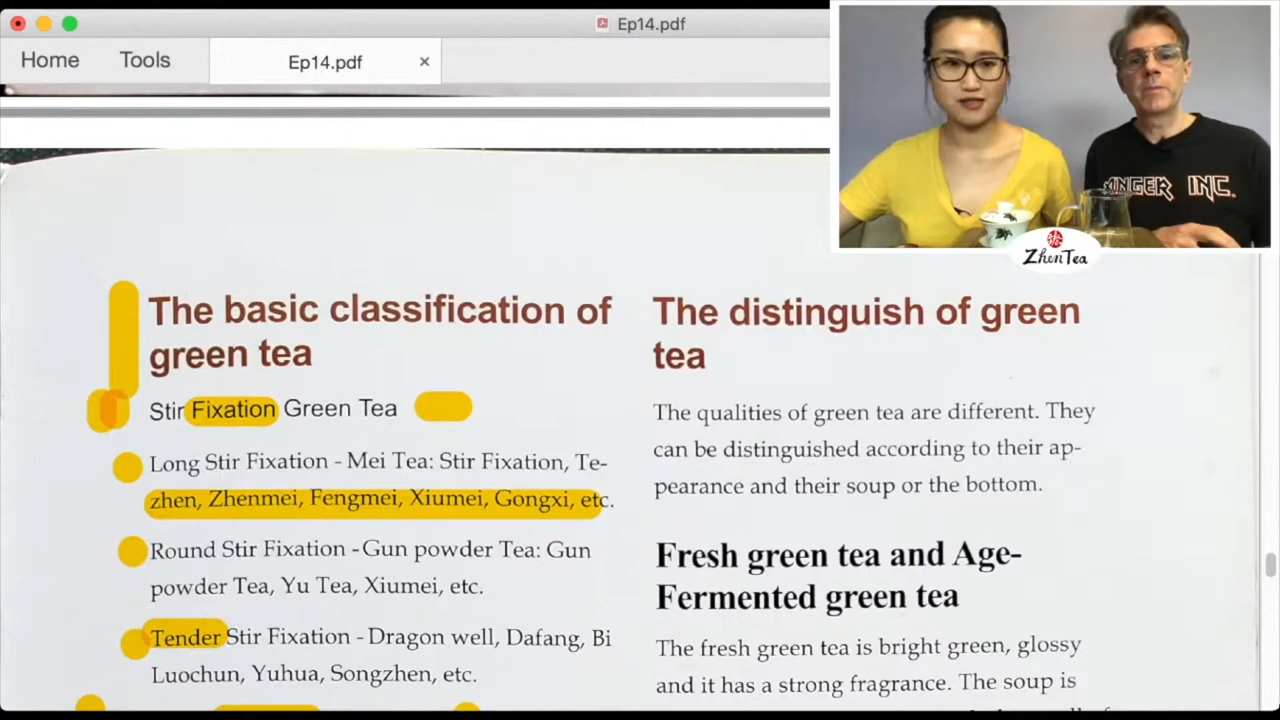 Ep14.pdf
Home
Tools
Ep14.pdf
×
ANGER INC.
Zhen Tea
The basic classification of
green tea
Stir Fixation Green Tea
Long Stir Fixation - Mei Tea: Stir Fixation, Te-
zhen, Zhenmei, Fengmei, Xiumei, Gongxi, etc.
Round Stir Fixation - Gun powder Tea: Gun
powder Tea, Yu Tea, Xiumei, etc.
Tender Stir Fixation - Dragon well, Dafang, Bi
Luochun, Yuhua, Songzhen, etc.
The distinguish of green
tea
The qualities of green tea are different. They
can be distinguished according to their ap-
pearance and their soup or the bottom.
Fresh green tea and Age-
Fermented green tea
The fresh green tea is bright green, glossy
and it has a strong fragrance. The soup is